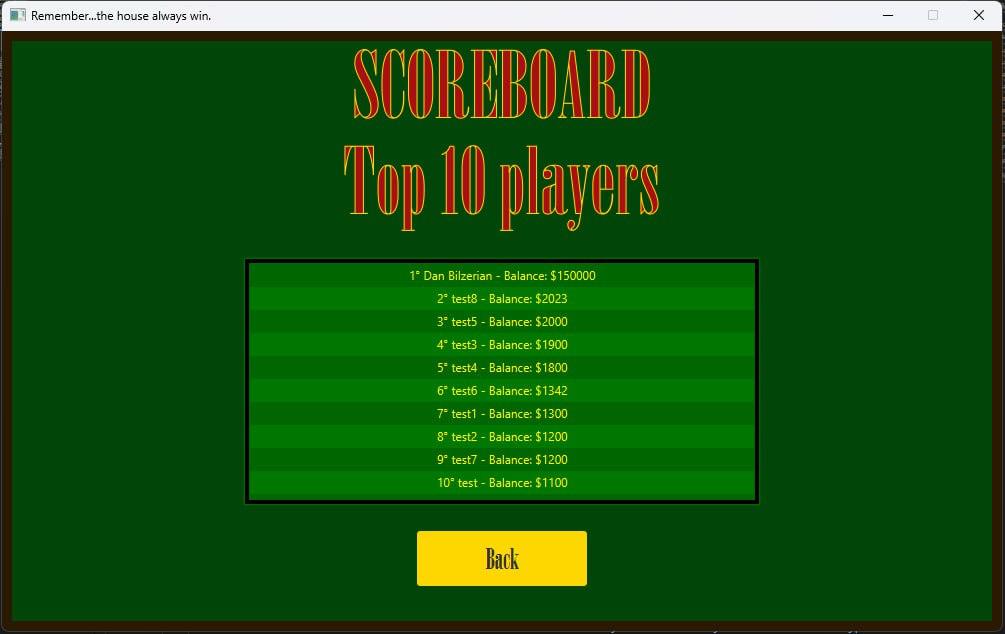 Remember...the house always win.
SCOREBOARD
Top 10 players
1° Dan Bilzerian - Balance: $150000
2° test8 - Balance: $2023
3° test5 - Balance: $2000
4° test3 - Balance: $1900
5° test4 - Balance: $1800
6° test6 - Balance: $1342
7° test1 - Balance: $1300
8° test2 - Balance: $1200
9° test7 - Balance: $1200
10° test - Balance: $1100
Back